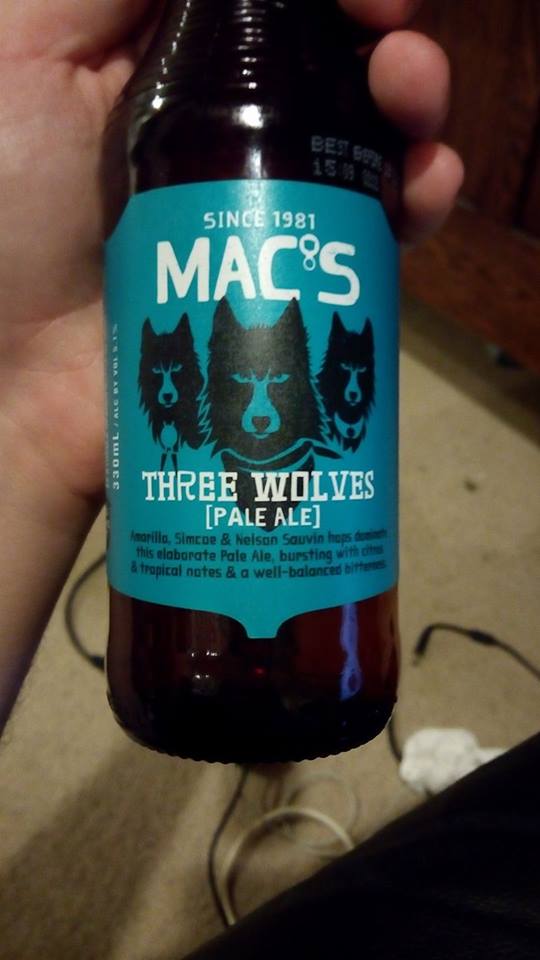 BEST BEFORE
SINCE 1981
MAC'S
330mL / ALC BY VOL 5.1%
THREE WOLVES
[PALE ALE]
Amarillo, Simcoe & Nelson Sauvin hops dominate
this elaborate Pale Ale, bursting with citrus
& tropical notes & a well-balanced bitterness.